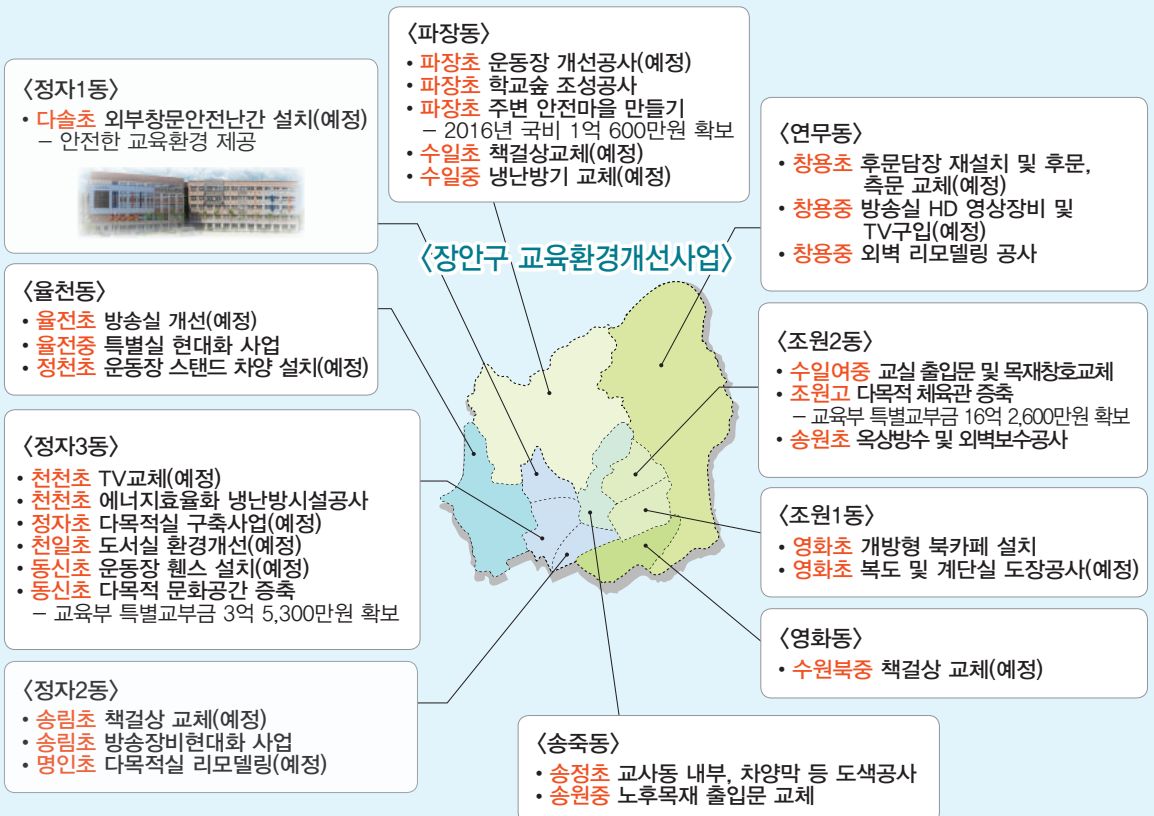 〈파장동〉
• 파장초 운동장 개선공사(예정)
• 파장초 학교숲 조성공사
• 파장초 주변 안전마을 만들기
– 2016년 국비 1억 600만원 확보
• 수일초 책걸상교체(예정)
• 수일중 냉난방기 교체(예정)
〈정자1동〉
• 다솔초 외부창문안전난간 설치(예정)
– 안전한 교육환경 제공
〈연무동〉
• 창용초 후문담장 재설치 및 후문,
측문 교체(예정)
• 창용중 방송실 HD 영상장비 및
TV구입(예정)
• 창용중 외벽 리모델링 공사
〈장안구 교육환경개선사업〉
〈율천동〉
• 율전초 방송실 개선(예정)
• 율전중 특별실 현대화 사업
• 정천초 운동장 스탠드 차양 설치(예정)
〈조원2동〉
• 수일여중 교실 출입문 및 목재창호교체
• 조원고 다목적 체육관 증축
– 교육부 특별교부금 16억 2,600만원 확보
• 송원초 옥상방수 및 외벽보수공사
〈정자3동〉
• 천천초 TV교체(예정)
• 천천초 에너지효율화 냉난방시설공사
• 정자초 다목적실 구축사업(예정)
• 천일초 도서실 환경개선(예정)
• 동신초 운동장 휀스 설치(예정)
• 동신초 다목적 문화공간 증축
– 교육부 특별교부금 3억 5,300만원 확보
〈조원1동〉
• 영화초 개방형 북카페 설치
• 영화초 복도 및 계단실 도장공사(예정)
〈영화동〉
• 수원북중 책걸상 교체(예정)
〈정자2동〉
• 송림초 책걸상 교체(예정)
• 송림초 방송장비현대화 사업
• 명인초 다목적실 리모델링(예정)
〈송죽동〉
• 송정초 교사동 내부, 차양막 등 도색공사
• 송원중 노후목재 출입문 교체